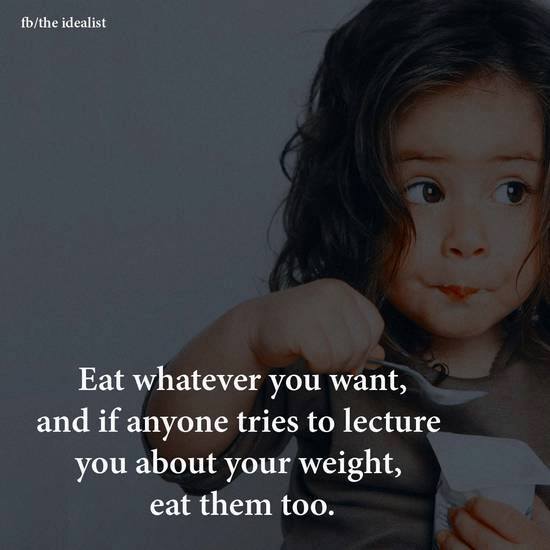 fb/the idealist
Eat whatever you want,
and if anyone tries to lecture
you about your weight,
eat them too.